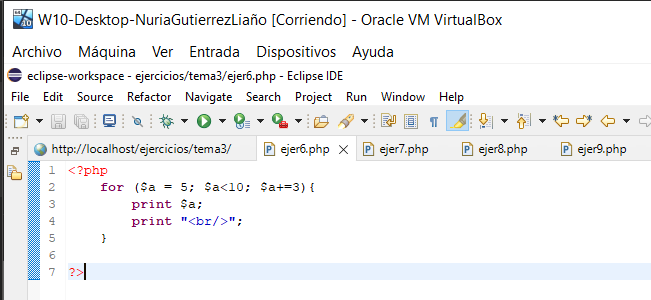 W10-Desktop-NuriaGutierrezLiaño [Corriendo] - Oracle VM VirtualBox
Archivo Máquina Ver Entrada Dispositivos Ayuda
eclipse-workspace - ejercicios/tema3/ejer6.php - Eclipse IDE
File Edit Source Refactor Navigate Search Project Run Window Help
http://localhost/ejercicios/tema3/ ejer6.php ejer7.php ejer8.php ejer9.php
1 <?php
2 for ($a = 5; $a<10; $a+=3){
3 print $a;
4 print "<br/>";
5 }
6
7 ?>